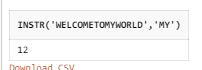 INSTR('WELCOMETOMYWORLD','MY')
12
Download CSV